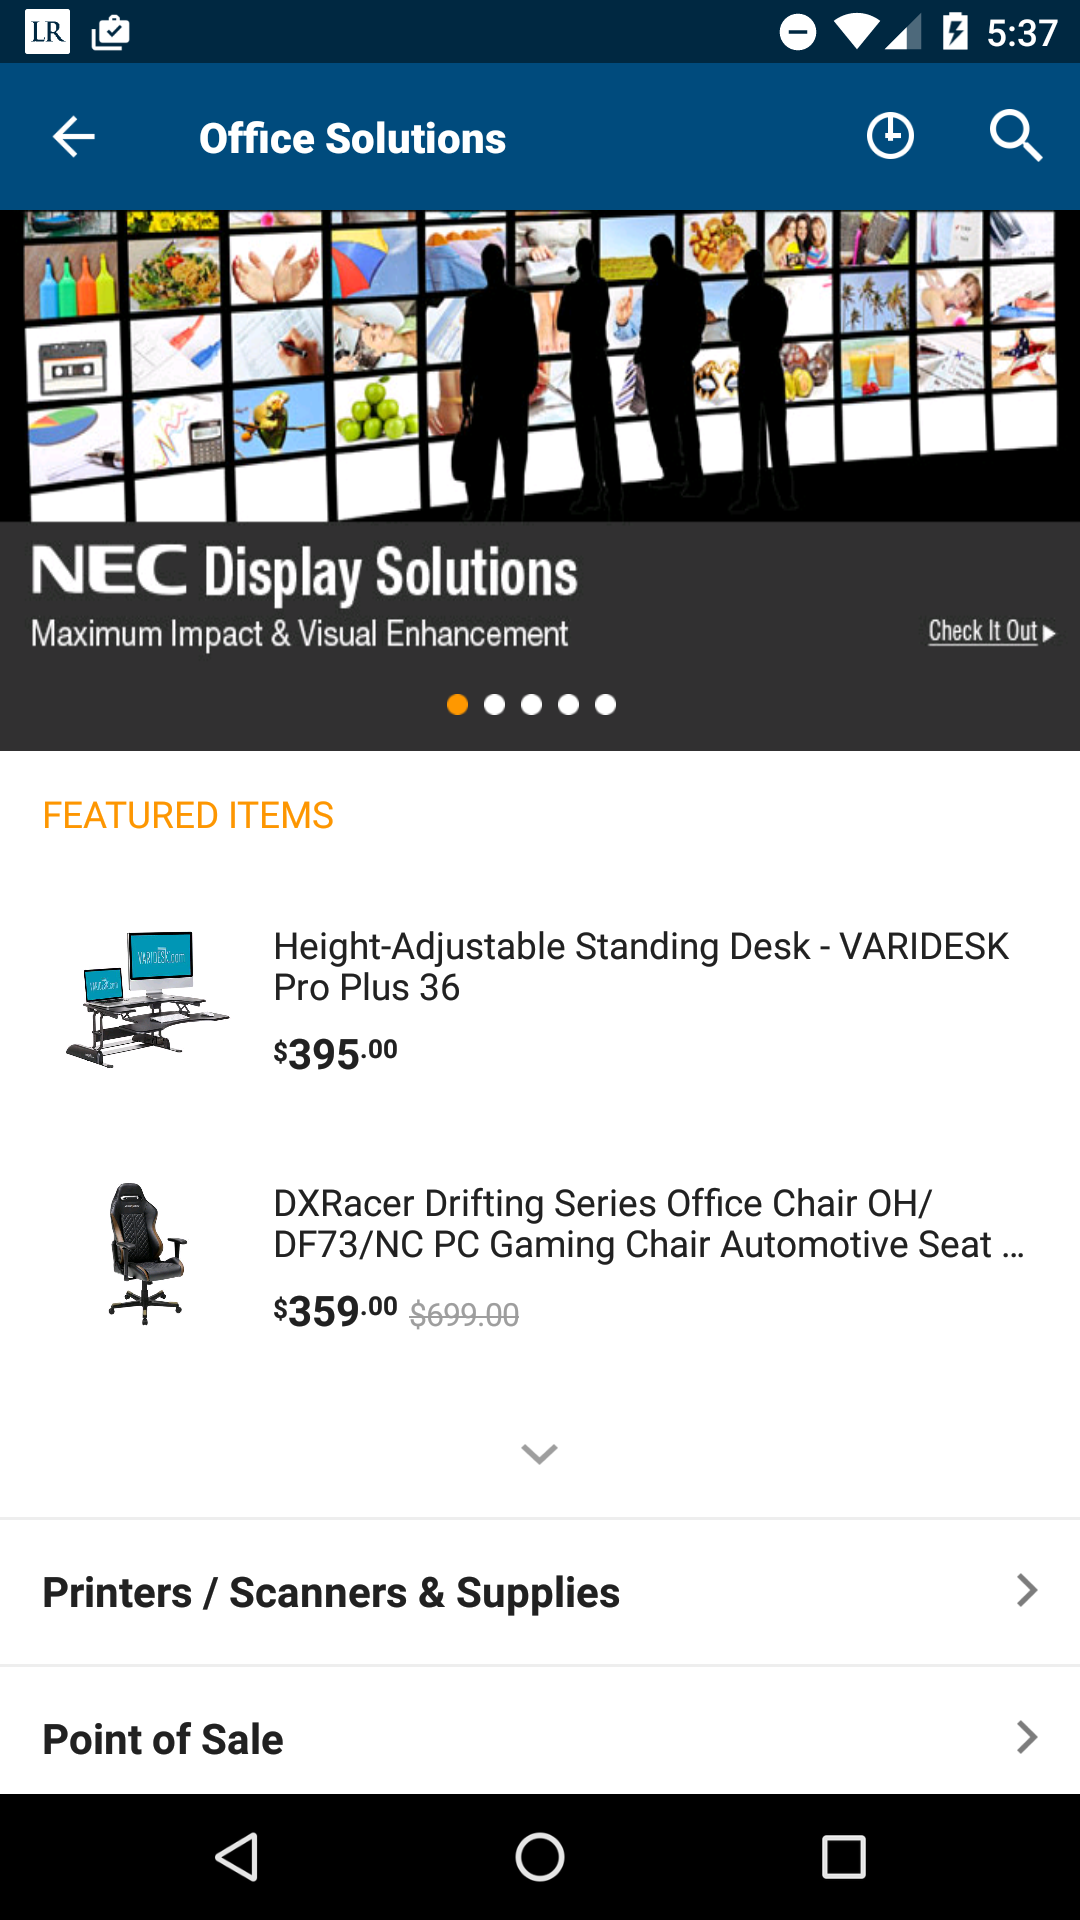 LR
5:37
Office Solutions
NEC Display Solutions
Maximum Impact & Visual Enhancement
Check It Out
FEATURED ITEMS
Height-Adjustable Standing Desk - VARIDESK
Pro Plus 36
$395.00
DXRacer Drifting Series Office Chair OH/
DF73/NC PC Gaming Chair Automotive Seat ...
$359.00 $699.00
Printers / Scanners & Supplies
Point of Sale